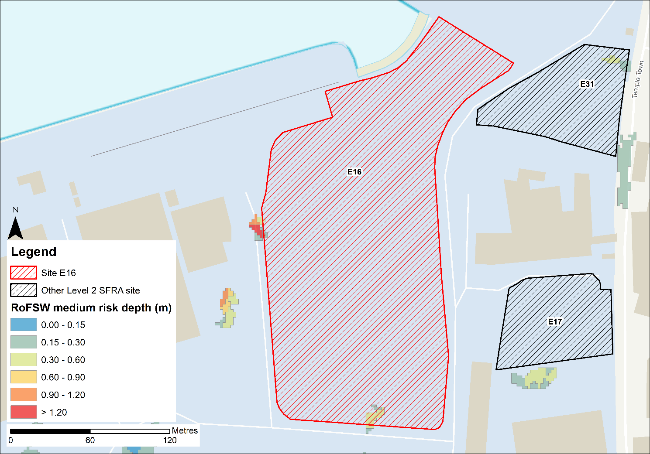 E31
Temple Town
E16
E17
N
Legend
Site E16
Other Level 2 SFRA site
RoFSW medium risk depth (m)
0.00 - 0.15
0.15 - 0.30
0.30 - 0.60
0.60 - 0.90
0.90 - 1.20
> 1.20
0 60 120 Metres